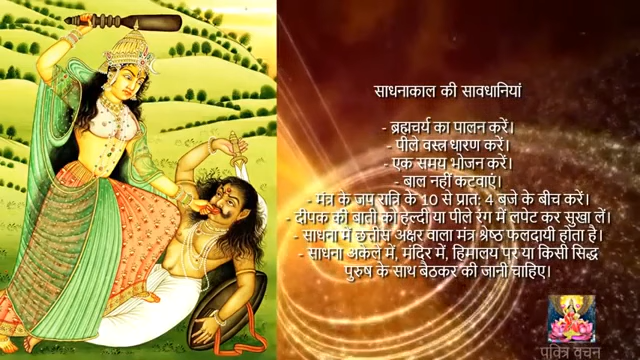 साधनाकाल की सावधानियां
- ब्रह्मचर्य का पालन करें।
- पीले वस्त्र धारण करें।
- एक समय भोजन करें।
- बाल नहीं कटवाएं।
- मंत्र के जप रात्रि के 10 से प्रात: 4 बजे के बीच करें।
- दीपक की बाती को हल्दी या पीले रंग में लपेट कर सुखा लें।
- साधना में छत्तीस अक्षर वाला मंत्र श्रेष्ठ फलदायी होता है।
- साधना अकेले में, मंदिर में, हिमालय पर या किसी सिद्ध
पुरुष के साथ बैठकर की जानी चाहिए।
पवित्र वचन